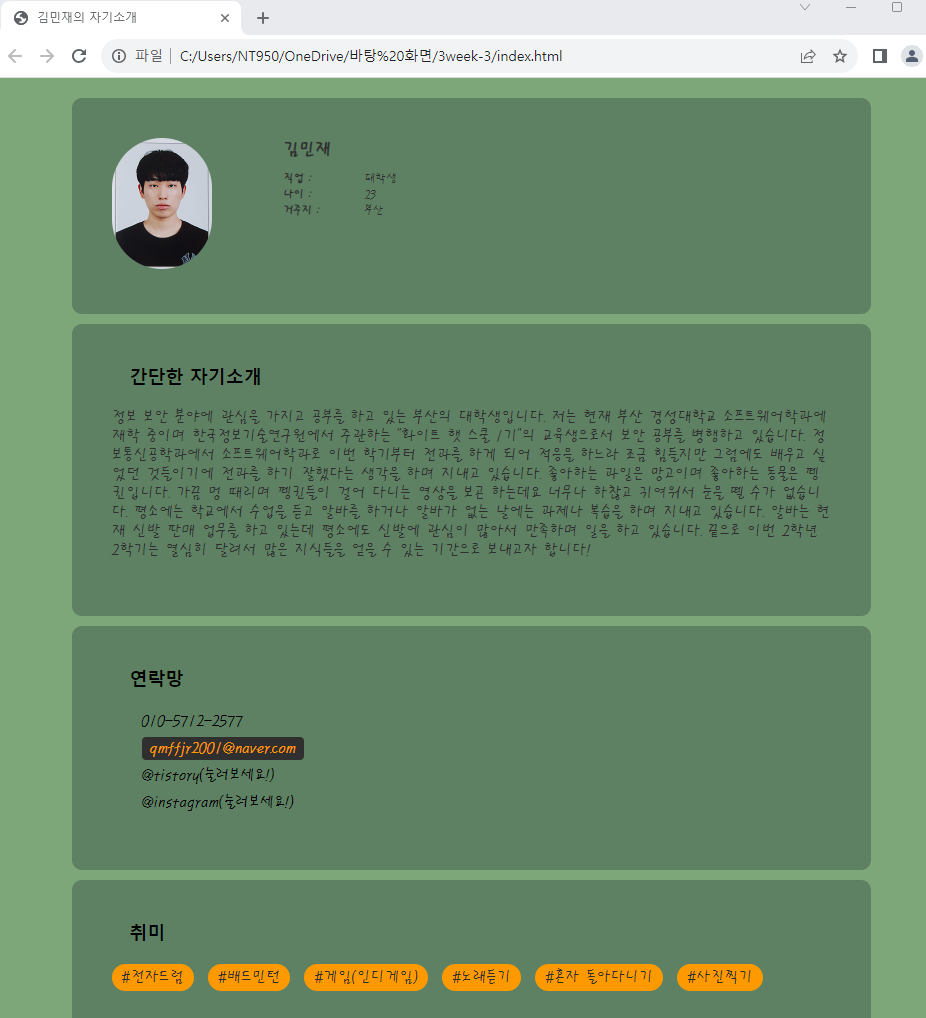 김민재의 자기소개
파일 C:/Users/NT950/OneDrive/바탕%20화면/3week-3/index.html
김민재
직업 : 대학생
나이 : 23
거주지 : 부산
간단한 자기소개
정보 보안 분야에 관심을 가지고 공부를 하고 있는 부산의 대학생입니다. 저는 현재 부산 경성대학교 소프트웨어학과에
재학 중이며 한국정보기술연구원에서 주관하는 "화이트 햇 스쿨 1기"의 교육생으로서 보안 공부를 병행하고 있습니다. 정
보통신공학과에서 소프트웨어학과로 이번 학기부터 전과를 하게 되어 적응을 하느라 조금 힘들지만 그럼에도 배우고 싶
었던 것들이기에 전과를 하기 잘했다는 생각을 하며 지내고 있습니다. 좋아하는 과일은 망고이며 좋아하는 동물은 펭
귄입니다. 가끔 멍 때리며 펭귄들이 걸어 다니는 영상을 보곤 하는데요 너무나 하찮고 귀여워서 눈을 뗄 수가 없습니
다. 평소에는 학교에서 수업을 듣고 알바를 하거나 알바가 없는 날에는 과제나 복습을 하며 지내고 있습니다. 알바는 현
재 신발 판매 업무를 하고 있는데 평소에도 신발에 관심이 많아서 만족하며 일을 하고 있습니다. 끝으로 이번 2학년
2학기는 열심히 달려서 많은 지식들을 얻을 수 있는 기간으로 보내고자 합니다!
연락망
010-5712-2577
qmffjr2001@naver.com
@tistory(눌러보세요!)
@instagram(눌러보세요!)
취미
#전자드럼 #배드민턴 #게임(인디게임) #노래듣기 #혼자 돌아다니기 #사진찍기